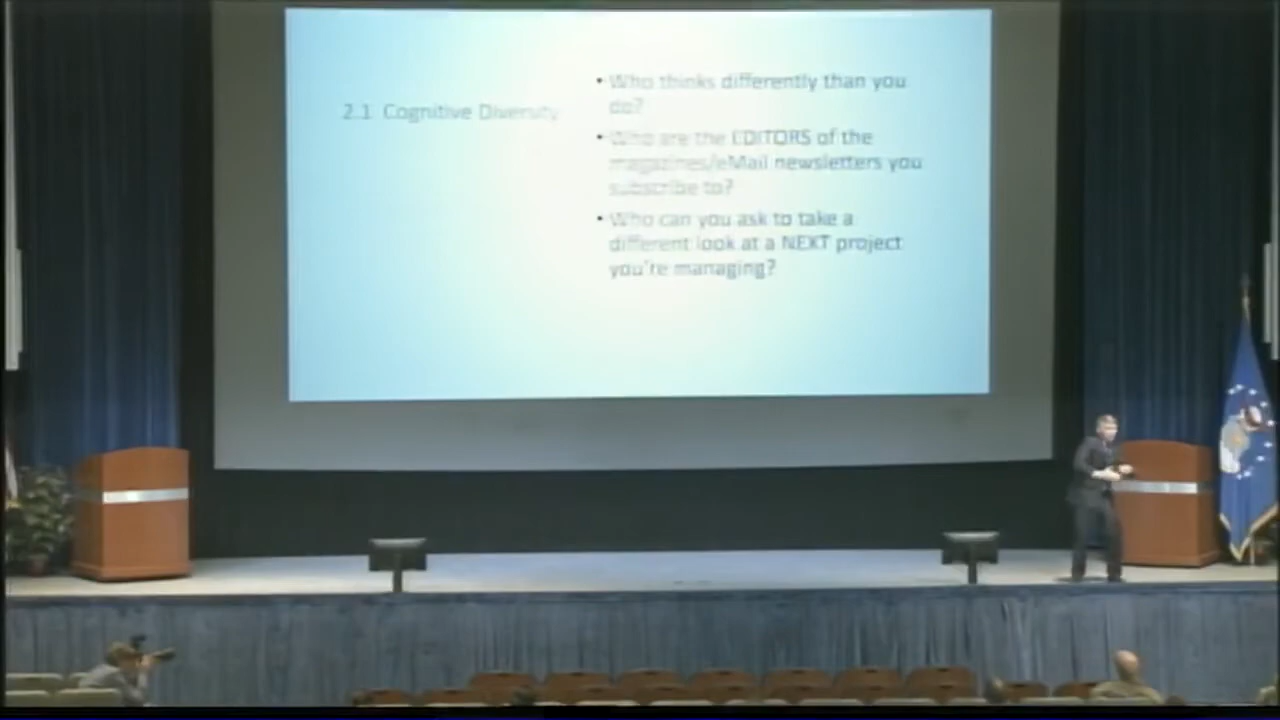 2.1 Cognitive Diversity
• Who thinks differently than you
do?
• Who are the EDITORS of the
magazines/eMail newsletters you
subscribe to?
• Who can you ask to take a
different look at a NEXT project
you're managing?